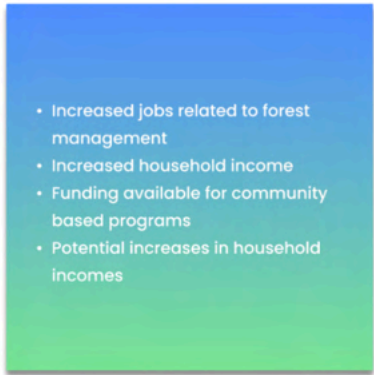 • Increased jobs related to forest
management
• Increased household income
• Funding available for community
based programs
• Potential increases in household
incomes